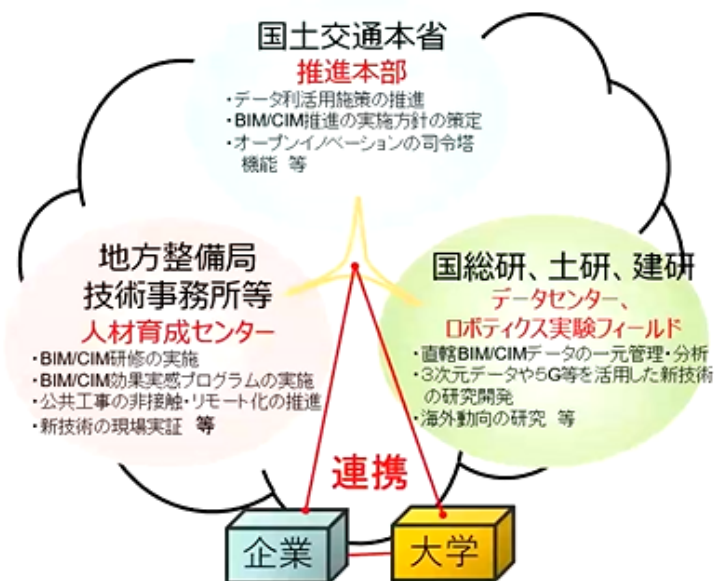 国土交通本省
推進本部
・データ利活用施策の推進
・BIM/CIM推進の実施方針の策定
・オープンイノベーションの司令塔
機能 等
地方整備局
技術事務所等
人材育成センター
・BIM/CIM研修の実施
・BIM/CIM効果実感プログラムの実施
・公共工事の非接触・リモート化の推進
・新技術の現場実証 等
国総研、土研、建研
データセンター、
ロボティクス実験フィールド
・直轄BIM/CIMデータの一元管理・分析
・3次元データや5G等を活用した新技術
の研究開発
・海外動向の研究 等
連携
企業
大学